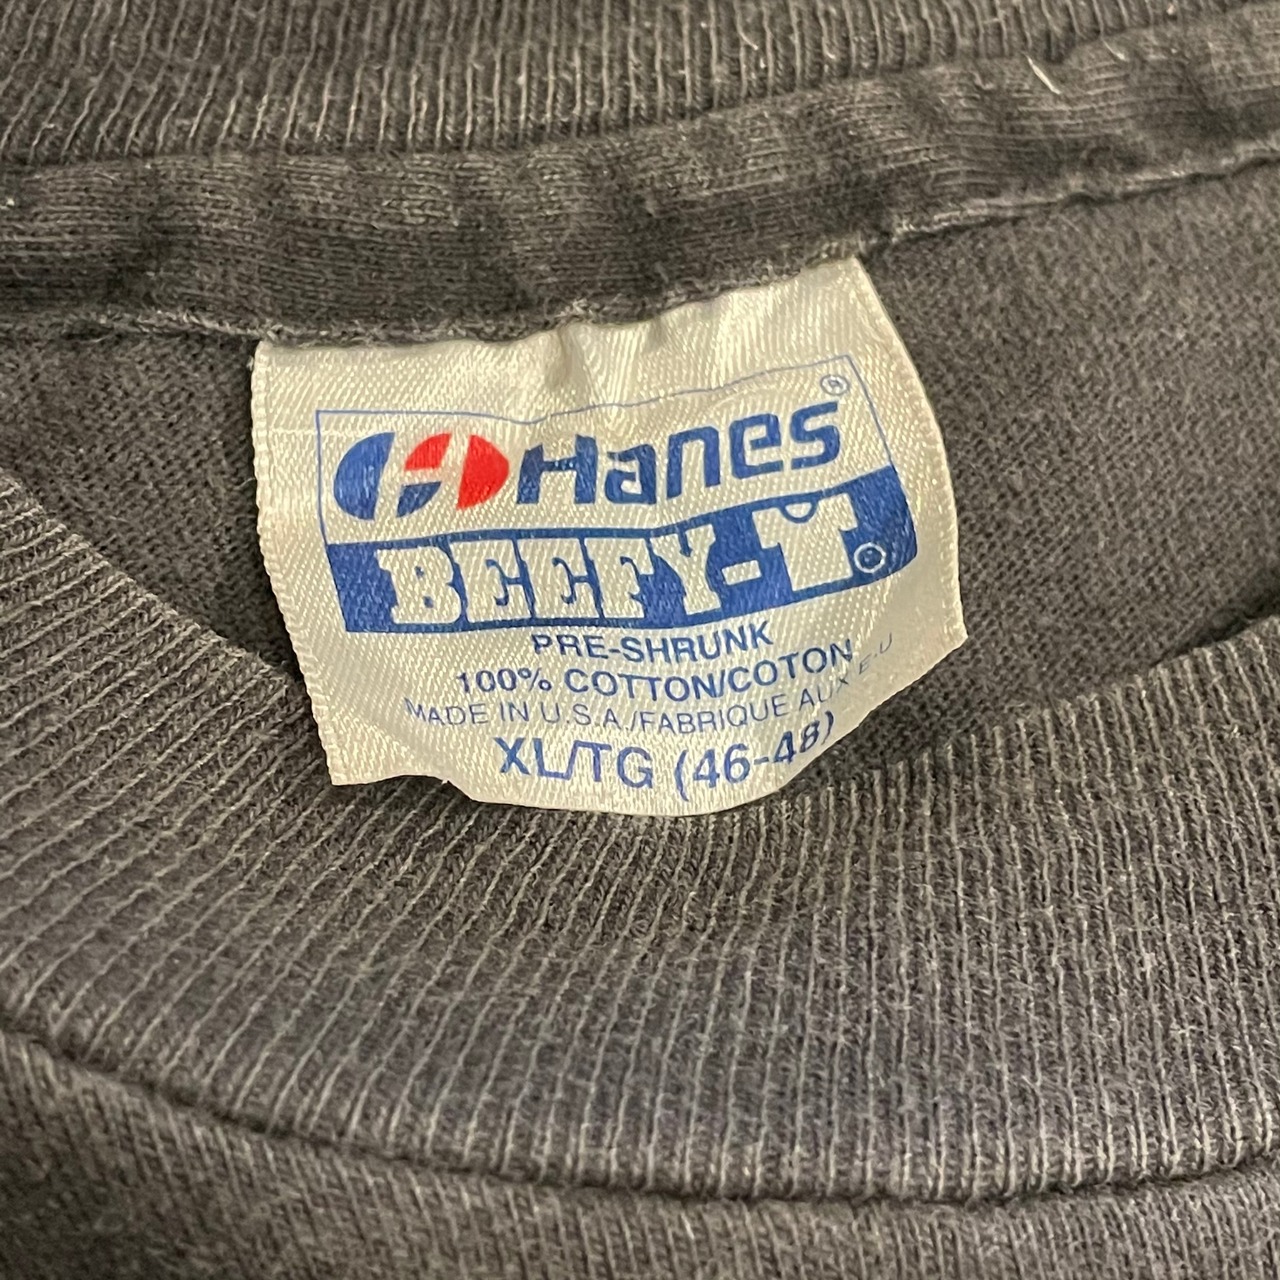 Hanes®
BEEFY-T®
PRE-SHRUNK
100% COTTON/COTON
MADE IN U.S.A./FABRIQUE AUX E.U
XL/TG (46-48)